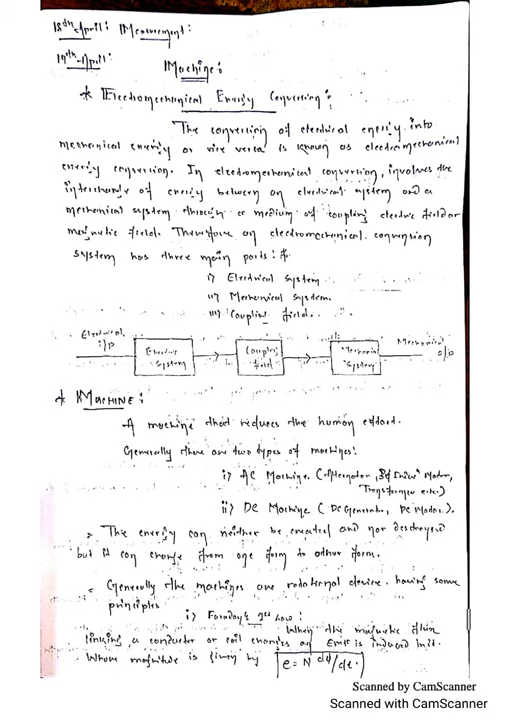 18th April: Measurement:
19th-April:
Machine:
* Electromechanical Energy Conversion:
The conversion of electrical energy into
mechanical energy or vice versa is known as electromechanical
energy conversion. In electromechanical conversion, involves the
interchange of energy between an electrical system and a
mechanical system through a medium of coupling electric field or
magnetic field. Therefore an electromechanical conversion
system has three main parts:
i) Electrical System
ii) Mechanical System
iii) Coupling field.
Electrical i/p
Electric System
Coupling field
Mechanical System
Mechanical o/p
* MACHINE:
A machine that reduces the human effort.
Generally there are two types of machines:
i) AC Machine. (Alternator, Motor,
Transformer etc.)
ii) DC Machine ( DC Generator, DC Motor.).
The energy can neither be created and nor destroyed
but it can change from one form to other form.
Generally the machines are rotational device. having some
principles
i) Faraday's Law:
When the magnetic flux
linking a conductor or coil changes an EMF is induced in it.
Whose magnitude is given by e = N dΦ/dt.
Scanned by CamScanner
Scanned with CamScanner